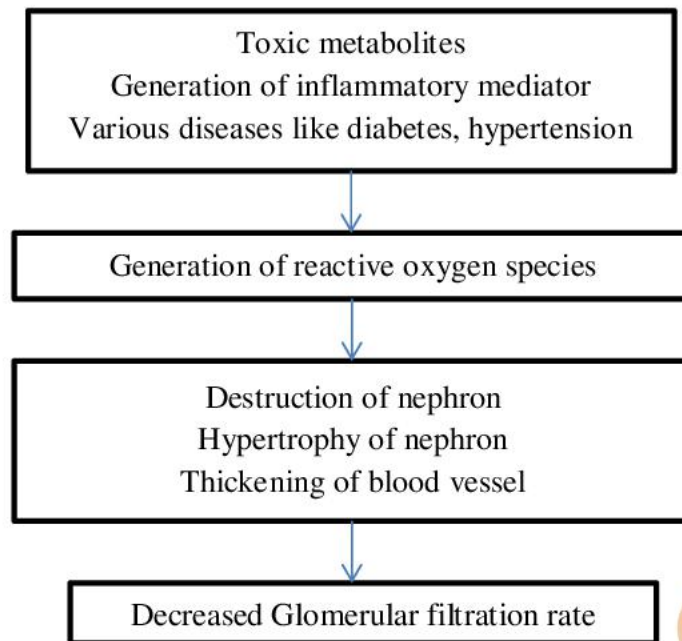 Toxic metabolites
Generation of inflammatory mediator
Various diseases like diabetes, hypertension
Generation of reactive oxygen species
Destruction of nephron
Hypertrophy of nephron
Thickening of blood vessel
Decreased Glomerular filtration rate